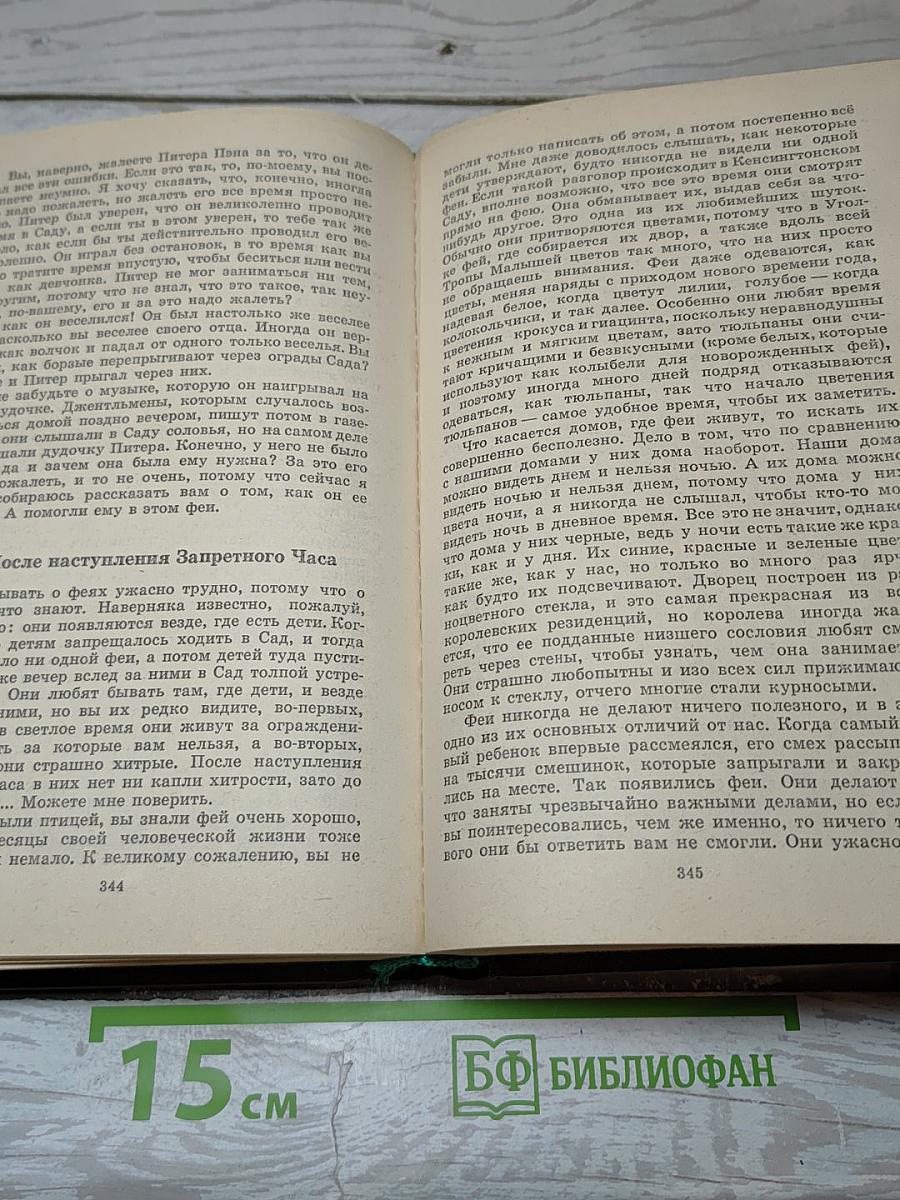 Вы, наверно, жалеете Питера Пэна за то, что он де-
л все эти ошибки. Если это так, то, по-моему, вы пос-
паете неумно. Я хочу сказать, что, конечно, иногда
надо пожалеть, но жалеть его все время просто не-
о. Питер был уверен, что он великолепно проводит
мя в Саду, а если ты в этом уверен, то тебе так же
ло, как если бы ты действительно проводил его ве-
олепно. Он играл без остановок, в то время как вы
о тратите время впустую, чтобы беситься или вести
как девчонка. Питер не мог заниматься ни тем,
ругим, потому что не знал, что это такое, так неу-
, по-вашему, его и за это надо жалеть?
как он веселился! Он был настолько же веселее
насколько вы веселее своего отца. Иногда он вер-
как волчок и падал от одного только веселья. Вы
, как борзые перепрыгивают через ограды Сада?
е и Питер прыгал через них.
не забудьте о музыке, которую он наигрывал на
дудочке. Джентльмены, которым случалось воз-
ься домой поздно вечером, пишут потом в газе-
они слышали в Саду соловья, но на самом деле
шали дудочку Питера. Конечно, у него не было
да и зачем она была ему нужна? За это его
ожалеть, и то не очень, потому что сейчас я
собираюсь рассказать вам о том, как он ее
А помогли ему в этом феи.
После наступления Запретного Часа
зывать о феях ужасно трудно, потому что о
что знают. Наверняка известно, пожалуй,
о: они появляются везде, где есть дети. Ког-
о детям запрещалось ходить в Сад, и тогда
ло ни одной феи, а потом детей туда пусти-
же вечер вслед за ними в Сад толпой устре-
Они любят бывать там, где дети, и везде
ними, но вы их редко видите, во-первых,
в светлое время они живут за ограждени-
ть за которые вам нельзя, а во-вторых,
они страшно хитрые. После наступления
аса в них нет ни капли хитрости, зато до
... Можете мне поверить.
были птицей, вы знали фей очень хорошо,
месяцы своей человеческой жизни тоже
х немало. К великому сожалению, вы не
344
могли только написать об этом, а потом постепенно всё
забыли. Мне даже доводилось слышать, как некоторые
дети утверждают, будто никогда не видели ни одной
феи. Если такой разговор происходит в Кенсингтонском
Саду, вполне возможно, что все это время они смотрят
прямо на фею. Она обманывает их, выдав себя за что-
нибудь другое. Это одна из их любимейших шуток.
Обычно они притворяются цветами, потому что в Угол-
ке фей, где собирается их двор, а также вдоль всей
Тропы Малышей цветов так много, что на них просто
не обращаешь внимания. Феи даже одеваются, как
цветы, меняя наряды с приходом нового времени года,
надевая белое, когда цветут лилии, голубое — когда
колокольчики, и так далее. Особенно они любят время
цветения крокуса и гиацинта, поскольку неравнодушны
к нежным и мягким цветам, зато тюльпаны они счи-
тают кричащими и безвкусными (кроме белых, которые
используют как колыбели для новорожденных фей),
и поэтому иногда много дней подряд отказываются
одеваться, как тюльпаны, так что начало цветения
тюльпанов — самое удобное время, чтобы их заметить.
Что касается домов, где феи живут, то искать их
совершенно бесполезно. Дело в том, что по сравнению
с нашими домами у них дома наоборот. Наши дома
можно видеть днем и нельзя ночью. А их дома можно
видеть ночью и нельзя днем, потому что дома у них
цвета ночи, а я никогда не слышал, чтобы кто-то мо
видеть ночь в дневное время. Все это не значит, однако
что дома у них черные, ведь у ночи есть такие же крас
ки, как и у дня. Их синие, красные и зеленые цве
такие же, как у нас, но только во много раз ярч
как будто их подсвечивают. Дворец построен из ра
ноцветного стекла, и это самая прекрасная из вс
королевских резиденций, но королева иногда жа
ется, что ее подданные низшего сословия любят см
реть через стены, чтобы узнать, чем она занимает
Они страшно любопытны и изо всех сил прижимаю
носом к стеклу, отчего многие стали курносыми.
Феи никогда не делают ничего полезного, и в э
одно из их основных отличий от нас. Когда самый
вый ребенок впервые рассмеялся, его смех рассып
на тысячи смешинок, которые запрыгали и закр
лись на месте. Так появились феи. Они делают
что заняты чрезвычайно важными делами, но есл
вы поинтересовались, чем же именно, то ничего т
вого они бы ответить вам не смогли. Они ужасно
345
15 см
БФ БИБЛИОФАН